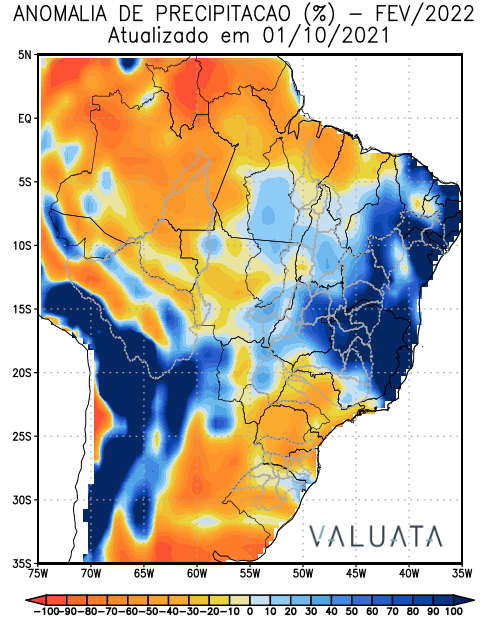 ANOMALIA DE PRECIPITACAO (%) – FEV/2022
Atualizado em 01/10/2021
5N
EQ
5S
10S
15S
20S
25S
30S
35S
75W 70W 65W 60W 55W 50W 45W 40W 35W
VALUATA
-100 -90 -80 -70 -60 -50 -40 -30 -20 -10 0 10 20 30 40 50 60 70 80 90 100